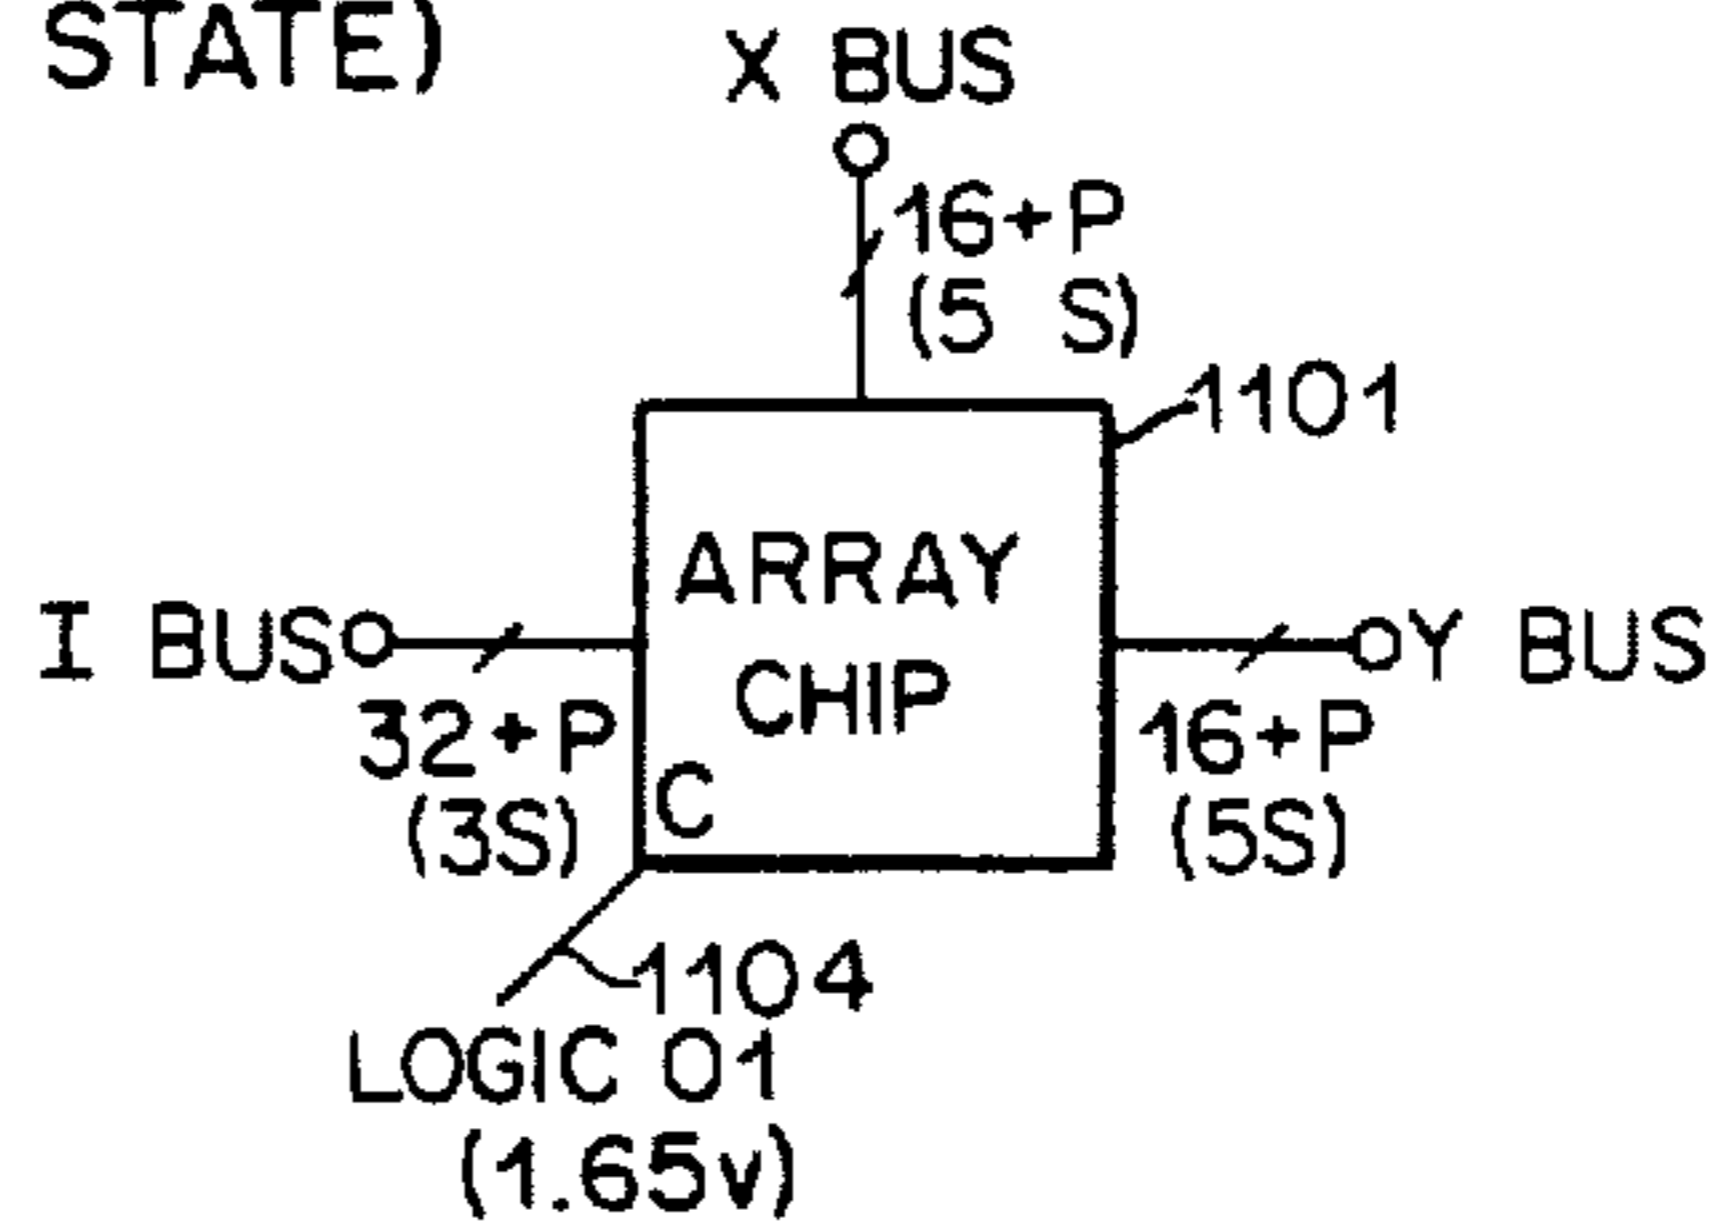 STATE)
X BUS
16+P
(5 S)
1101
ARRAY
CHIP
I BUS
32+P
(3S)
C
Y BUS
16+P
(5S)
1104
LOGIC 01
(1.65v)